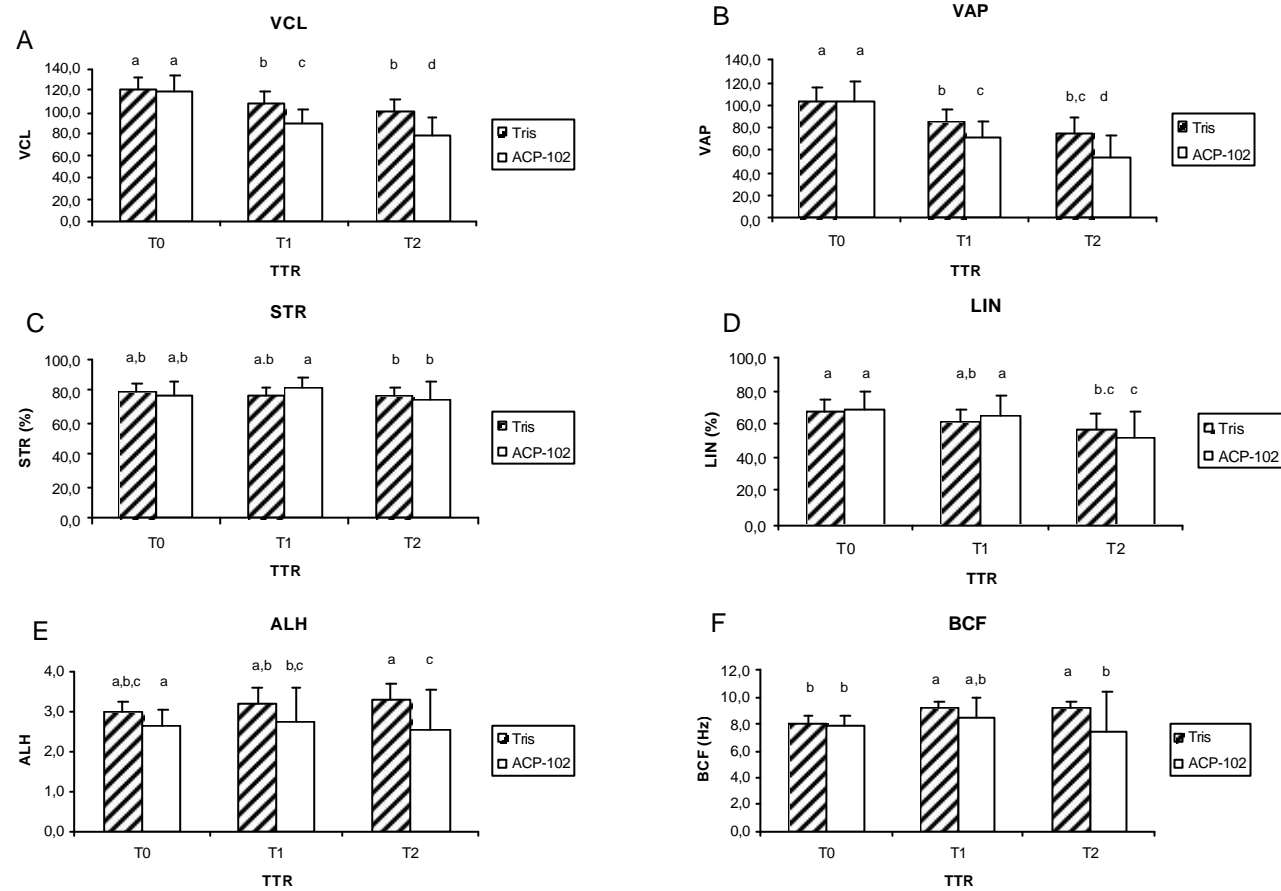 A
VCL
a a b c b d
140,0
120,0
100,0
80,0
60,0
40,0
20,0
0,0
VCL
T0 T1 T2
TTR
Tris
ACP-102
B
VAP
a a b c b,c d
140,0
120,0
100,0
80,0
60,0
40,0
20,0
0,0
VAP
T0 T1 T2
TTR
Tris
ACP-102
C
STR
a,b a,b a.b a b b
100,0
80,0
60,0
40,0
20,0
0,0
STR (%)
T0 T1 T2
TTR
Tris
ACP-102
D
LIN
a a a,b a b.c c
100,0
80,0
60,0
40,0
20,0
0,0
LIN (%)
T0 T1 T2
TTR
Tris
ACP-102
E
ALH
a,b,c a a,b b,c a c
4,0
3,0
2,0
1,0
0,0
ALH
T0 T1 T2
TTR
Tris
ACP-102
F
BCF
b b a a,b a b
12,0
10,0
8,0
6,0
4,0
2,0
0,0
BCF (Hz)
T0 T1 T2
TTR
Tris
ACP-102